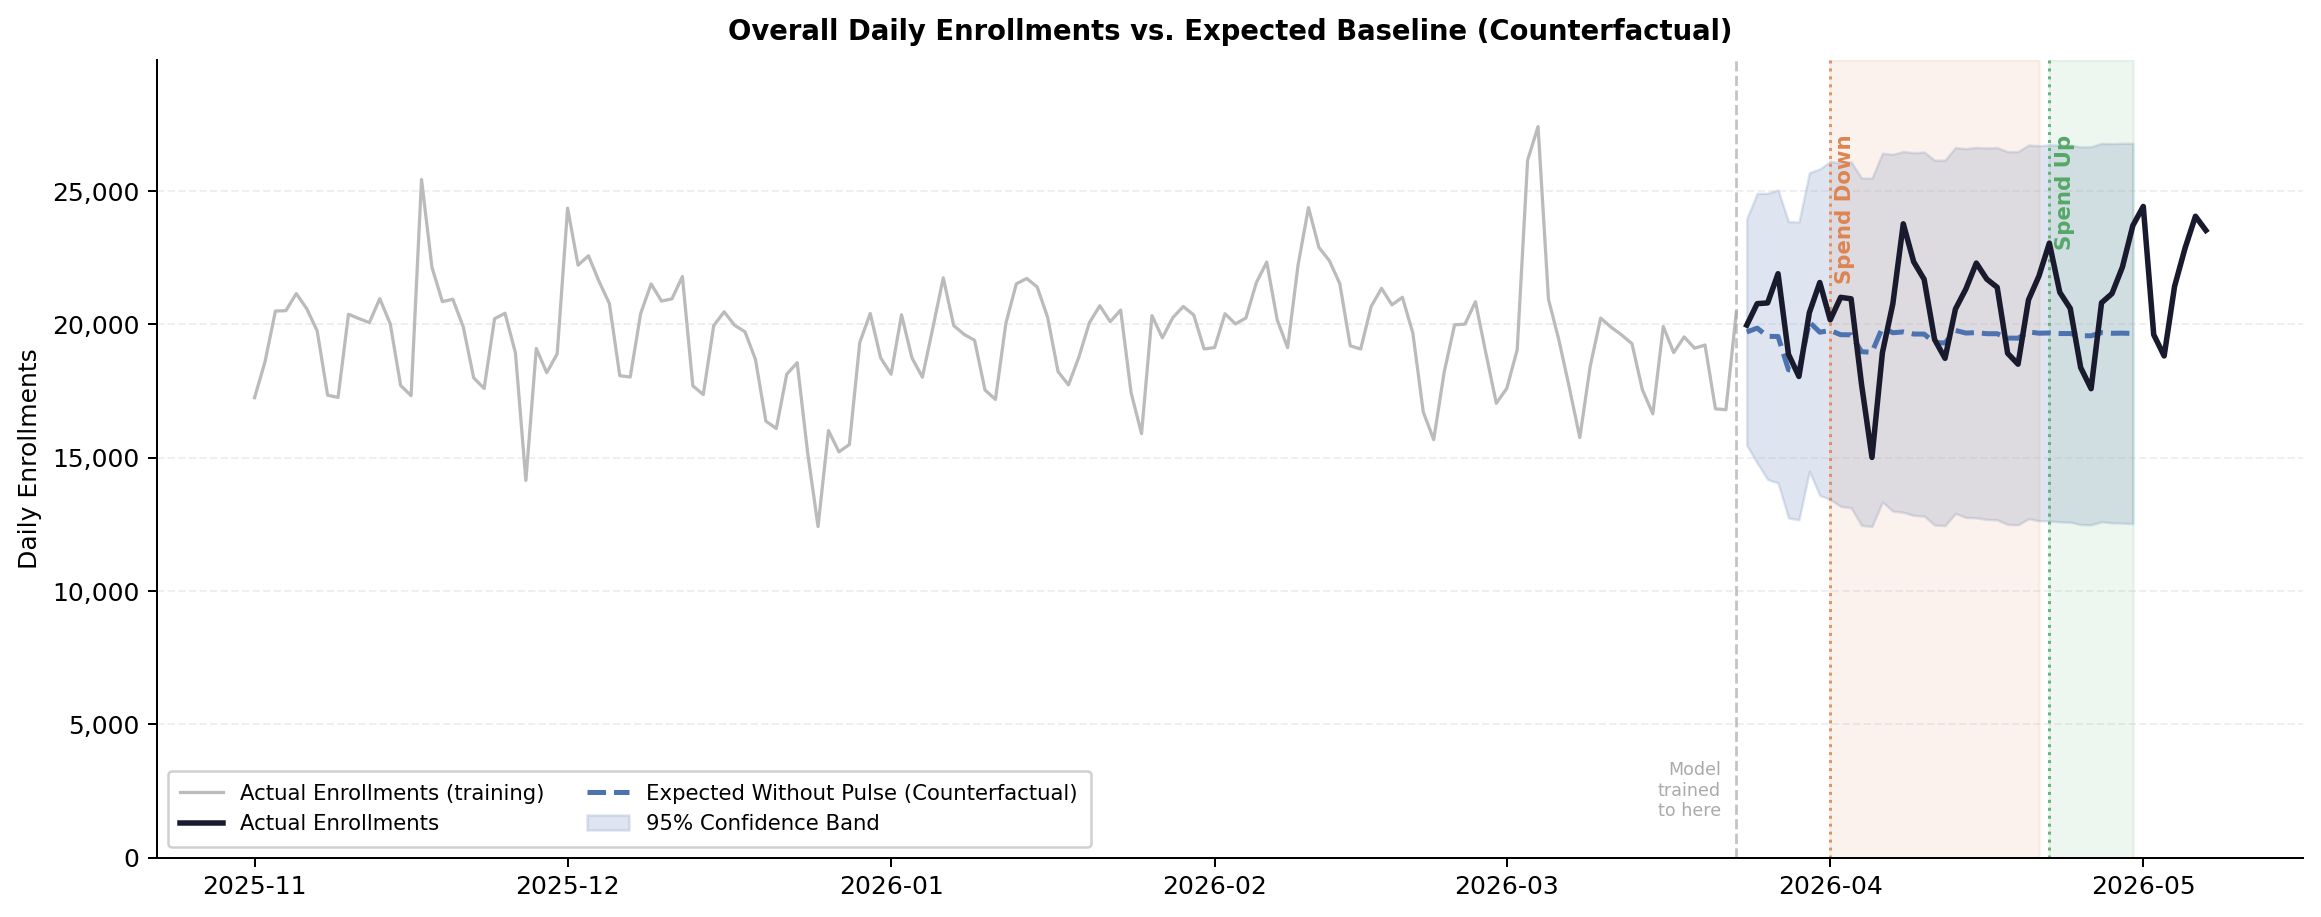 Overall Daily Enrollments vs. Expected Baseline (Counterfactual)
Daily Enrollments
25,000
20,000
15,000
10,000
5,000
0
Spend Down
Spend Up
Model
trained
to here
Actual Enrollments (training)
Actual Enrollments
Expected Without Pulse (Counterfactual)
95% Confidence Band
2025-11
2025-12
2026-01
2026-02
2026-03
2026-04
2026-05